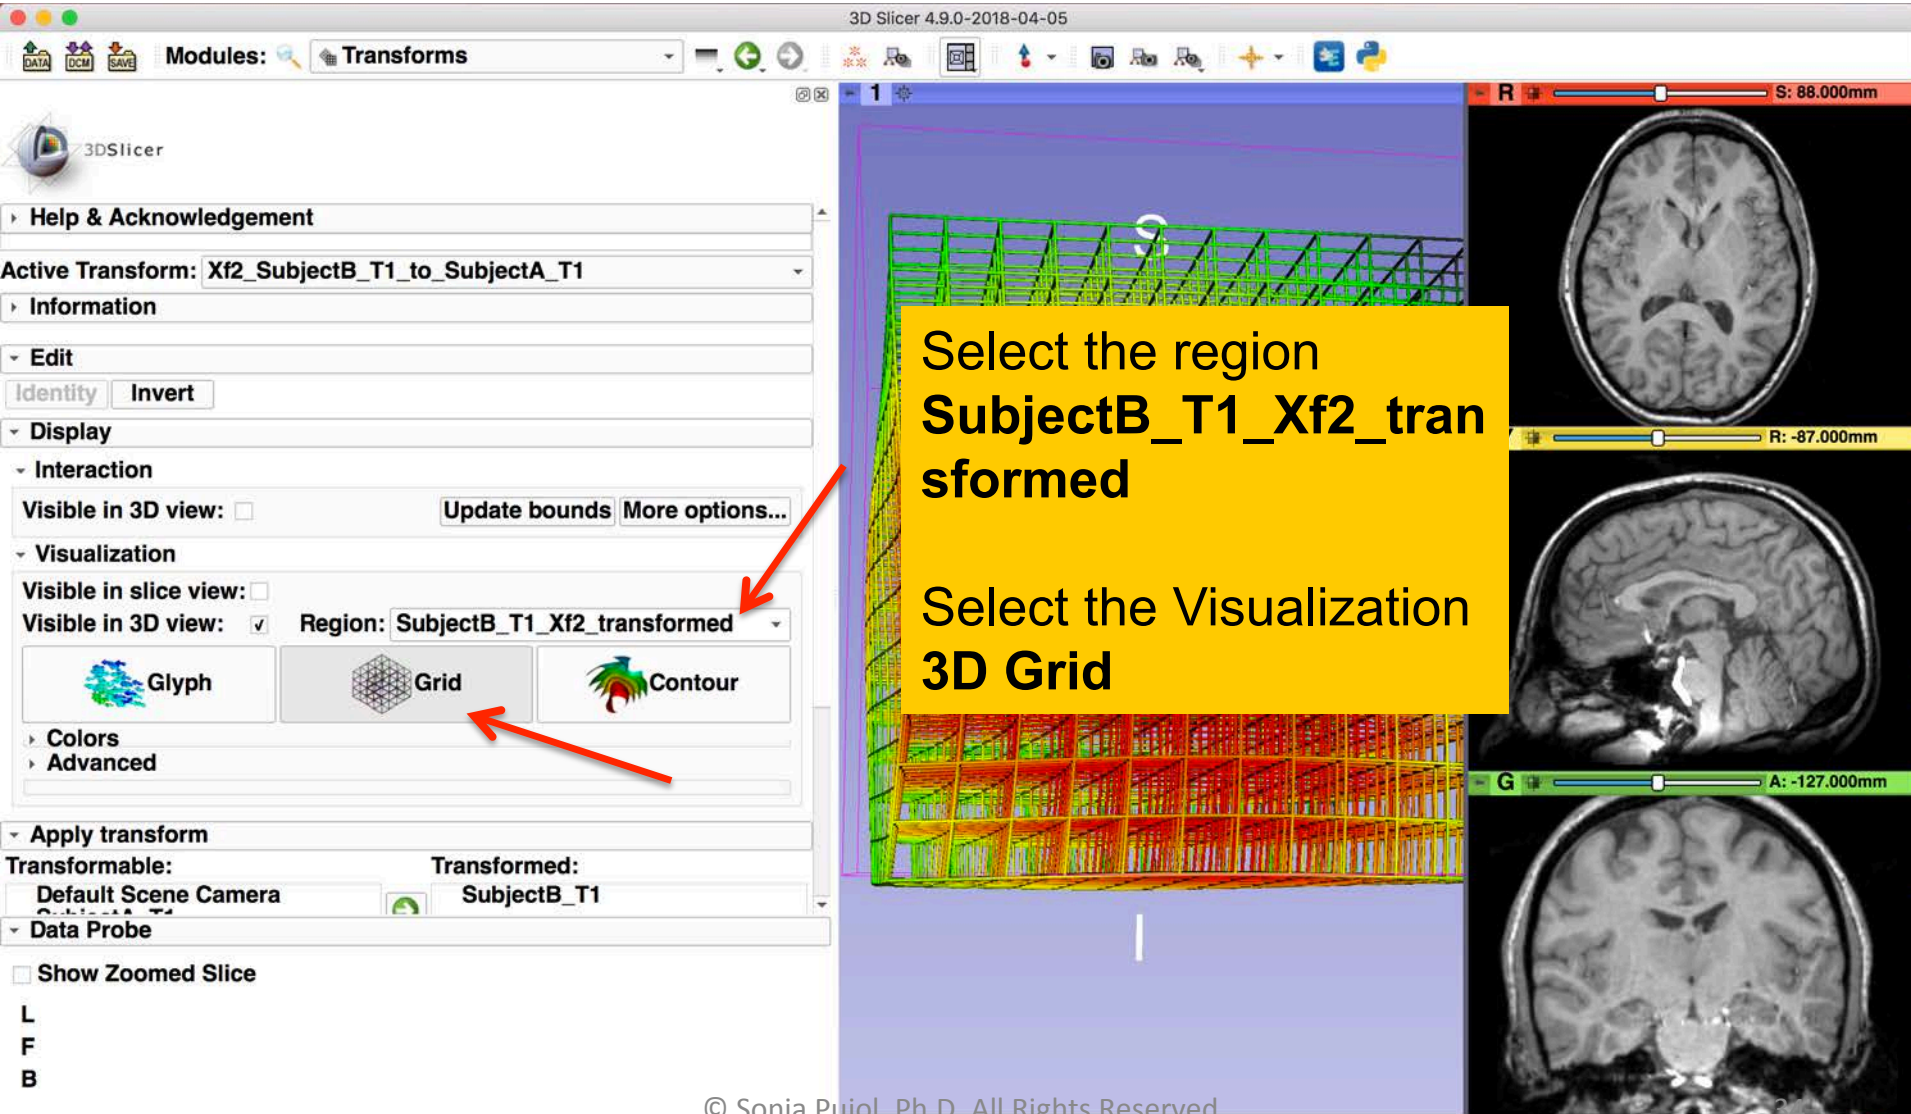 3D Slicer 4.9.0-2018-04-05
DATA DCM SAVE Modules: Transforms
3DSlicer
Help & Acknowledgement
Active Transform: Xf2_SubjectB_T1_to_SubjectA_T1
Information
Edit
Identity Invert
Display
Interaction
Visible in 3D view: Update bounds More options...
Visualization
Visible in slice view:
Visible in 3D view: Region: SubjectB_T1_Xf2_transformed
Glyph Grid Contour
Colors
Advanced
Apply transform
Transformable: Transformed:
Default Scene Camera SubjectB_T1
Data Probe
Show Zoomed Slice
L
F
B
1
S
Select the region
SubjectB_T1_Xf2_tran
sformed
Select the Visualization
3D Grid
I
R S: 88.000mm
R: -87.000mm
G A: -127.000mm
© Sonia Pujol, Ph.D. All Rights Reserved